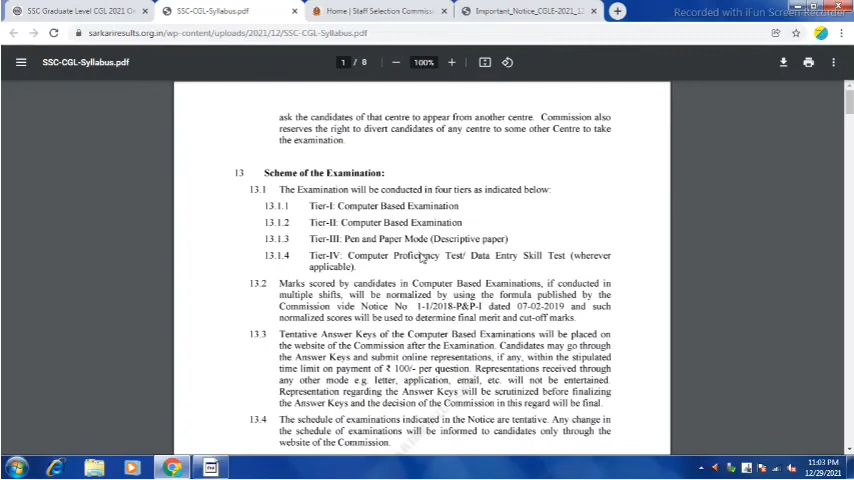 SSC Graduate Level CGL 2021 On
SSC-CGL-Syllabus.pdf
Home | Staff Selection Commissi
Important_Notice_CGLE-2021_12
Recorded with iFun Screen Recorder
sarkariresults.org.in/wp-content/uploads/2021/12/SSC-CGL-Syllabus.pdf
SSC-CGL-Syllabus.pdf
1 / 8
100%
ask the candidates of that centre to appear from another centre. Commission also
reserves the right to divert candidates of any centre to some other Centre to take
the examination.
13 Scheme of the Examination:
13.1 The Examination will be conducted in four tiers as indicated below:
13.1.1 Tier-I: Computer Based Examination
13.1.2 Tier-II: Computer Based Examination
13.1.3 Tier-III: Pen and Paper Mode (Descriptive paper)
13.1.4 Tier-IV: Computer Proficiency Test/ Data Entry Skill Test (wherever
applicable).
13.2 Marks scored by candidates in Computer Based Examinations, if conducted in
multiple shifts, will be normalized by using the formula published by the
Commission vide Notice No 1-1/2018-P&P-I dated 07-02-2019 and such
normalized scores will be used to determine final merit and cut-off marks.
13.3 Tentative Answer Keys of the Computer Based Examinations will be placed on
the website of the Commission after the Examination. Candidates may go through
the Answer Keys and submit online representations, if any, within the stipulated
time limit on payment of ₹ 100/- per question. Representations received through
any other mode e.g. letter, application, email, etc. will not be entertained.
Representation regarding the Answer Keys will be scrutinized before finalizing
the Answer Keys and the decision of the Commission in this regard will be final.
13.4 The schedule of examinations indicated in the Notice are tentative. Any change in
the schedule of examinations will be informed to candidates only through the
website of the Commission.
11:03 PM
12/29/2021